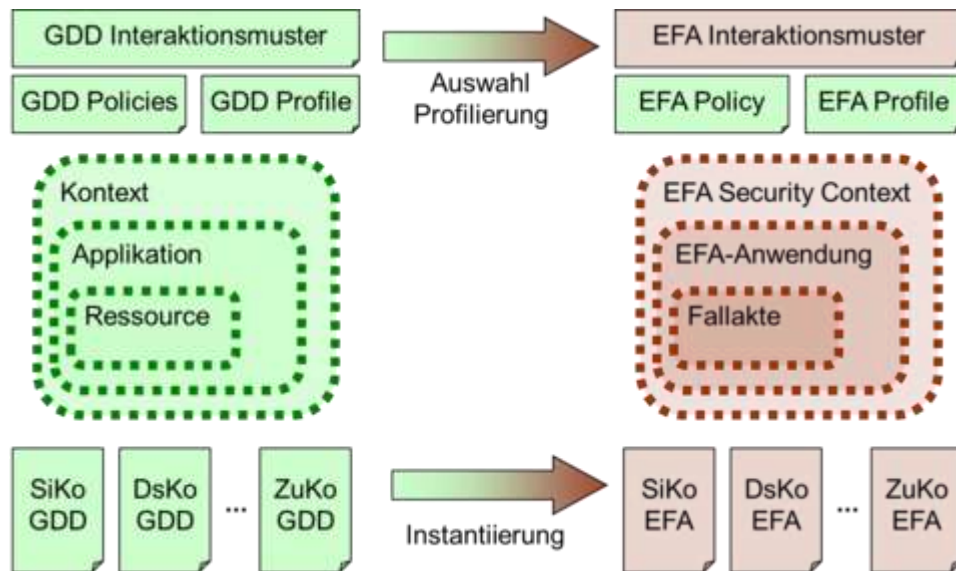 GDD Interaktionsmuster
EFA Interaktionsmuster
Auswahl
Profilierung
GDD Policies
GDD Profile
EFA Policy
EFA Profile
Kontext
Applikation
Ressource
EFA Security Context
EFA-Anwendung
Fallakte
SiKo
GDD
DsKo
GDD
...
ZuKo
GDD
Instantiierung
SiKo
EFA
DsKo
EFA
...
ZuKo
EFA